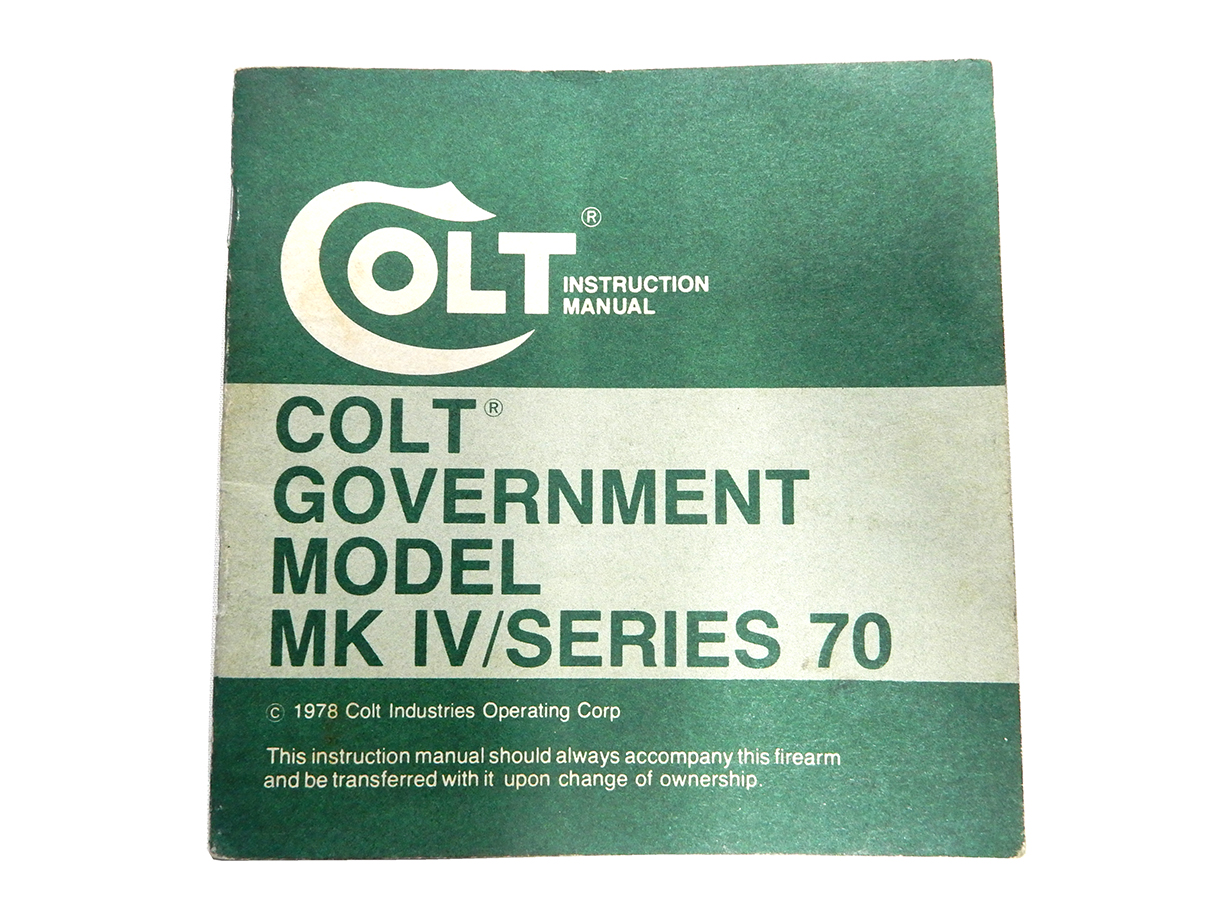 COLT®
INSTRUCTION
MANUAL
COLT®
GOVERNMENT
MODEL
MK IV/SERIES 70
© 1978 Colt Industries Operating Corp
This instruction manual should always accompany this firearm
and be transferred with it upon change of ownership.